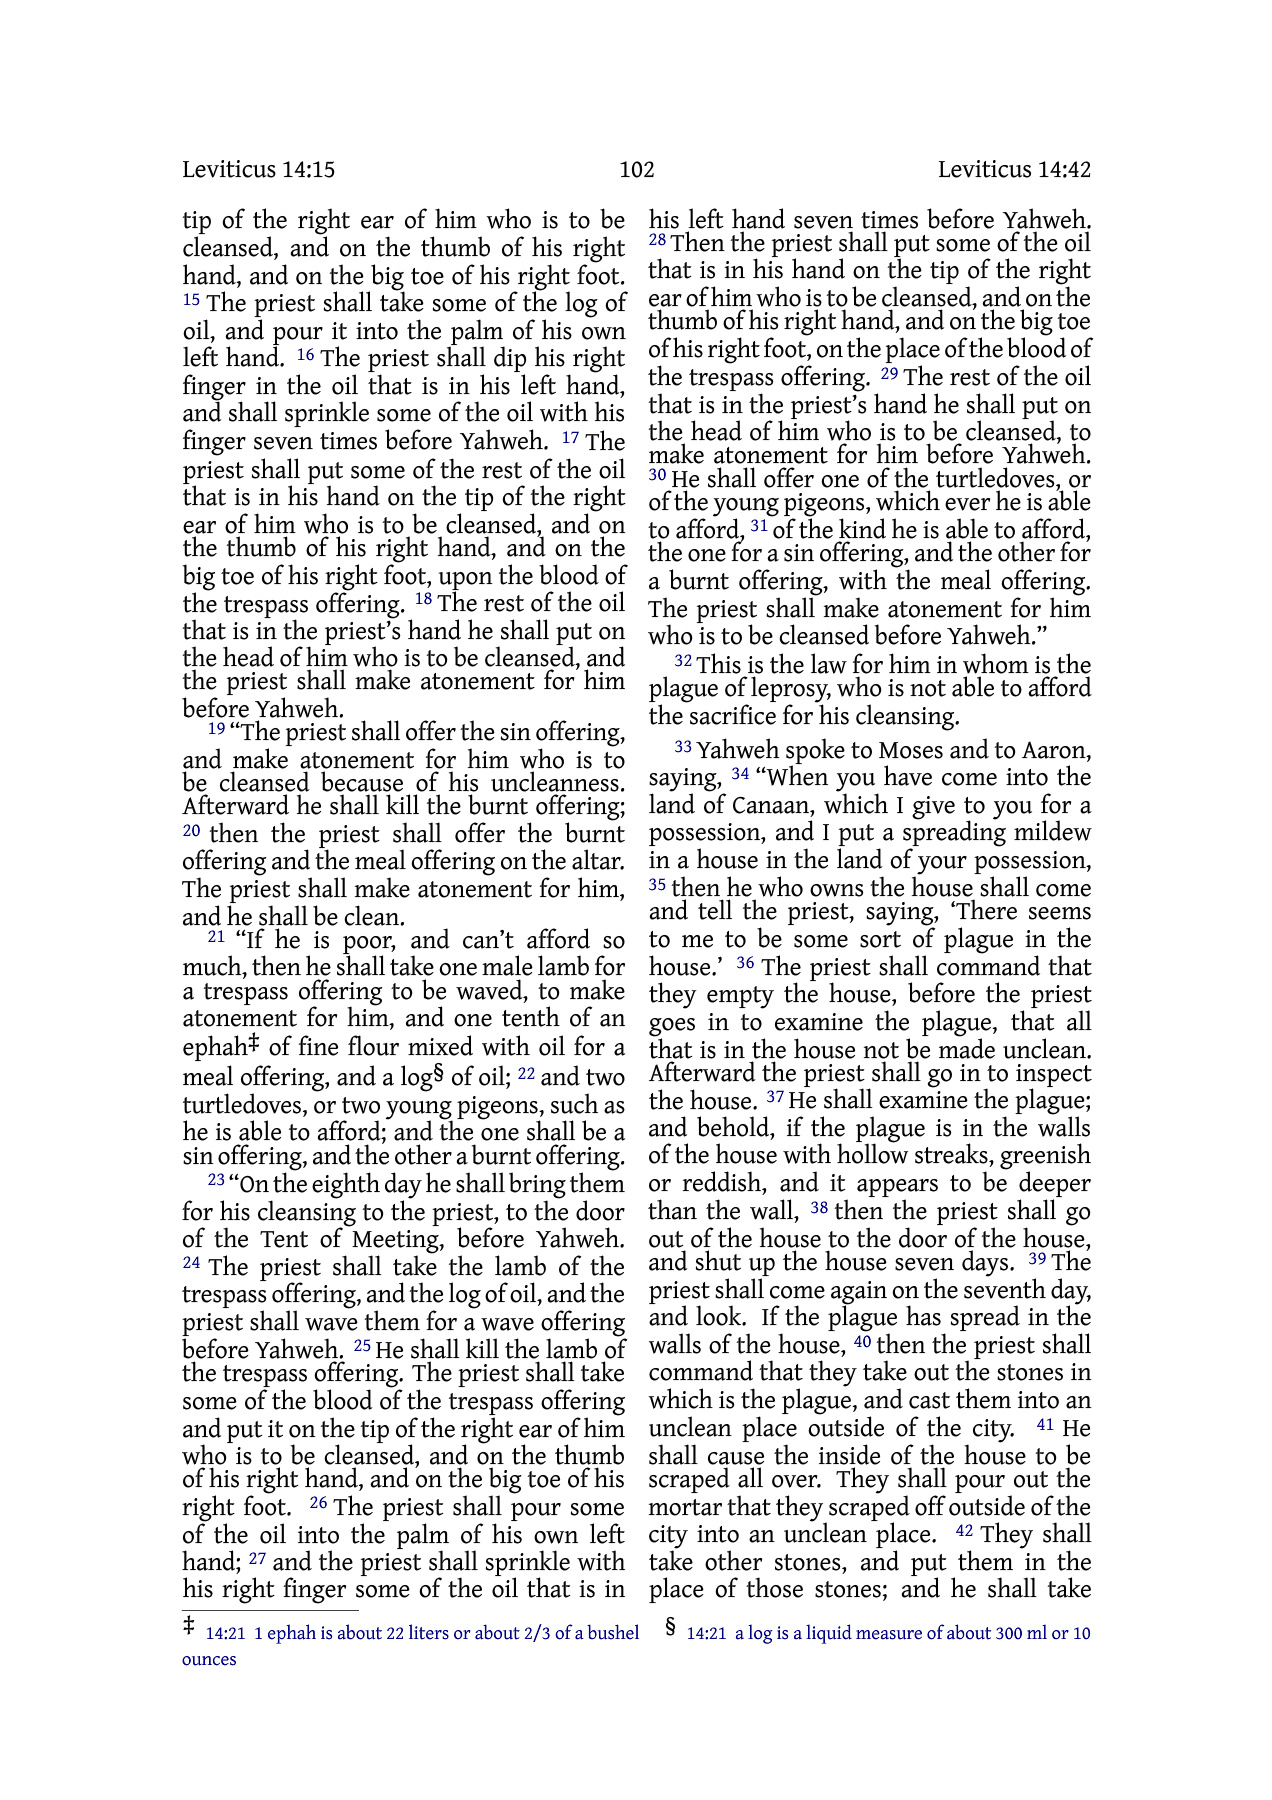 Leviticus 14:15 102 Leviticus 14:42
tip of the right ear of him who is to be
cleansed, and on the thumb of his right
hand, and on the big toe of his right foot.
15 The priest shall take some of the log of
oil, and pour it into the palm of his own
left hand. 16 The priest shall dip his right
finger in the oil that is in his left hand,
and shall sprinkle some of the oil with his
finger seven times before Yahweh. 17 The
priest shall put some of the rest of the oil
that is in his hand on the tip of the right
ear of him who is to be cleansed, and on
the thumb of his right hand, and on the
big toe of his right foot, upon the blood of
the trespass offering. 18 The rest of the oil
that is in the priest’s hand he shall put on
the head of him who is to be cleansed, and
the priest shall make atonement for him
before Yahweh.
19 “The priest shall offer the sin offering,
and make atonement for him who is to
be cleansed because of his uncleanness.
Afterward he shall kill the burnt offering;
20 then the priest shall offer the burnt
offering and the meal offering on the altar.
The priest shall make atonement for him,
and he shall be clean.
21 “If he is poor, and can’t afford so
much, then he shall take one male lamb for
a trespass offering to be waved, to make
atonement for him, and one tenth of an
ephah‡ of fine flour mixed with oil for a
meal offering, and a log§ of oil; 22 and two
turtledoves, or two young pigeons, such as
he is able to afford; and the one shall be a
sin offering, and the other a burnt offering.
23 “On the eighth day he shall bring them
for his cleansing to the priest, to the door
of the Tent of Meeting, before Yahweh.
24 The priest shall take the lamb of the
trespass offering, and the log of oil, and the
priest shall wave them for a wave offering
before Yahweh. 25 He shall kill the lamb of
the trespass offering. The priest shall take
some of the blood of the trespass offering
and put it on the tip of the right ear of him
who is to be cleansed, and on the thumb
of his right hand, and on the big toe of his
right foot. 26 The priest shall pour some
of the oil into the palm of his own left
hand; 27 and the priest shall sprinkle with
his right finger some of the oil that is in
his left hand seven times before Yahweh.
28 Then the priest shall put some of the oil
that is in his hand on the tip of the right
ear of him who is to be cleansed, and on the
thumb of his right hand, and on the big toe
of his right foot, on the place of the blood of
the trespass offering. 29 The rest of the oil
that is in the priest’s hand he shall put on
the head of him who is to be cleansed, to
make atonement for him before Yahweh.
30 He shall offer one of the turtledoves, or
of the young pigeons, which ever he is able
to afford, 31 of the kind he is able to afford,
the one for a sin offering, and the other for
a burnt offering, with the meal offering.
The priest shall make atonement for him
who is to be cleansed before Yahweh.”
32 This is the law for him in whom is the
plague of leprosy, who is not able to afford
the sacrifice for his cleansing.
33 Yahweh spoke to Moses and to Aaron,
saying, 34 “When you have come into the
land of Canaan, which I give to you for a
possession, and I put a spreading mildew
in a house in the land of your possession,
35 then he who owns the house shall come
and tell the priest, saying, ‘There seems
to me to be some sort of plague in the
house.’ 36 The priest shall command that
they empty the house, before the priest
goes in to examine the plague, that all
that is in the house not be made unclean.
Afterward the priest shall go in to inspect
the house. 37 He shall examine the plague;
and behold, if the plague is in the walls
of the house with hollow streaks, greenish
or reddish, and it appears to be deeper
than the wall, 38 then the priest shall go
out of the house to the door of the house,
and shut up the house seven days. 39 The
priest shall come again on the seventh day,
and look. If the plague has spread in the
walls of the house, 40 then the priest shall
command that they take out the stones in
which is the plague, and cast them into an
unclean place outside of the city. 41 He
shall cause the inside of the house to be
scraped all over. They shall pour out the
mortar that they scraped off outside of the
city into an unclean place. 42 They shall
take other stones, and put them in the
place of those stones; and he shall take
‡ 14:21 1 ephah is about 22 liters or about 2/3 of a bushel § 14:21 a log is a liquid measure of about 300 ml or 10
ounces